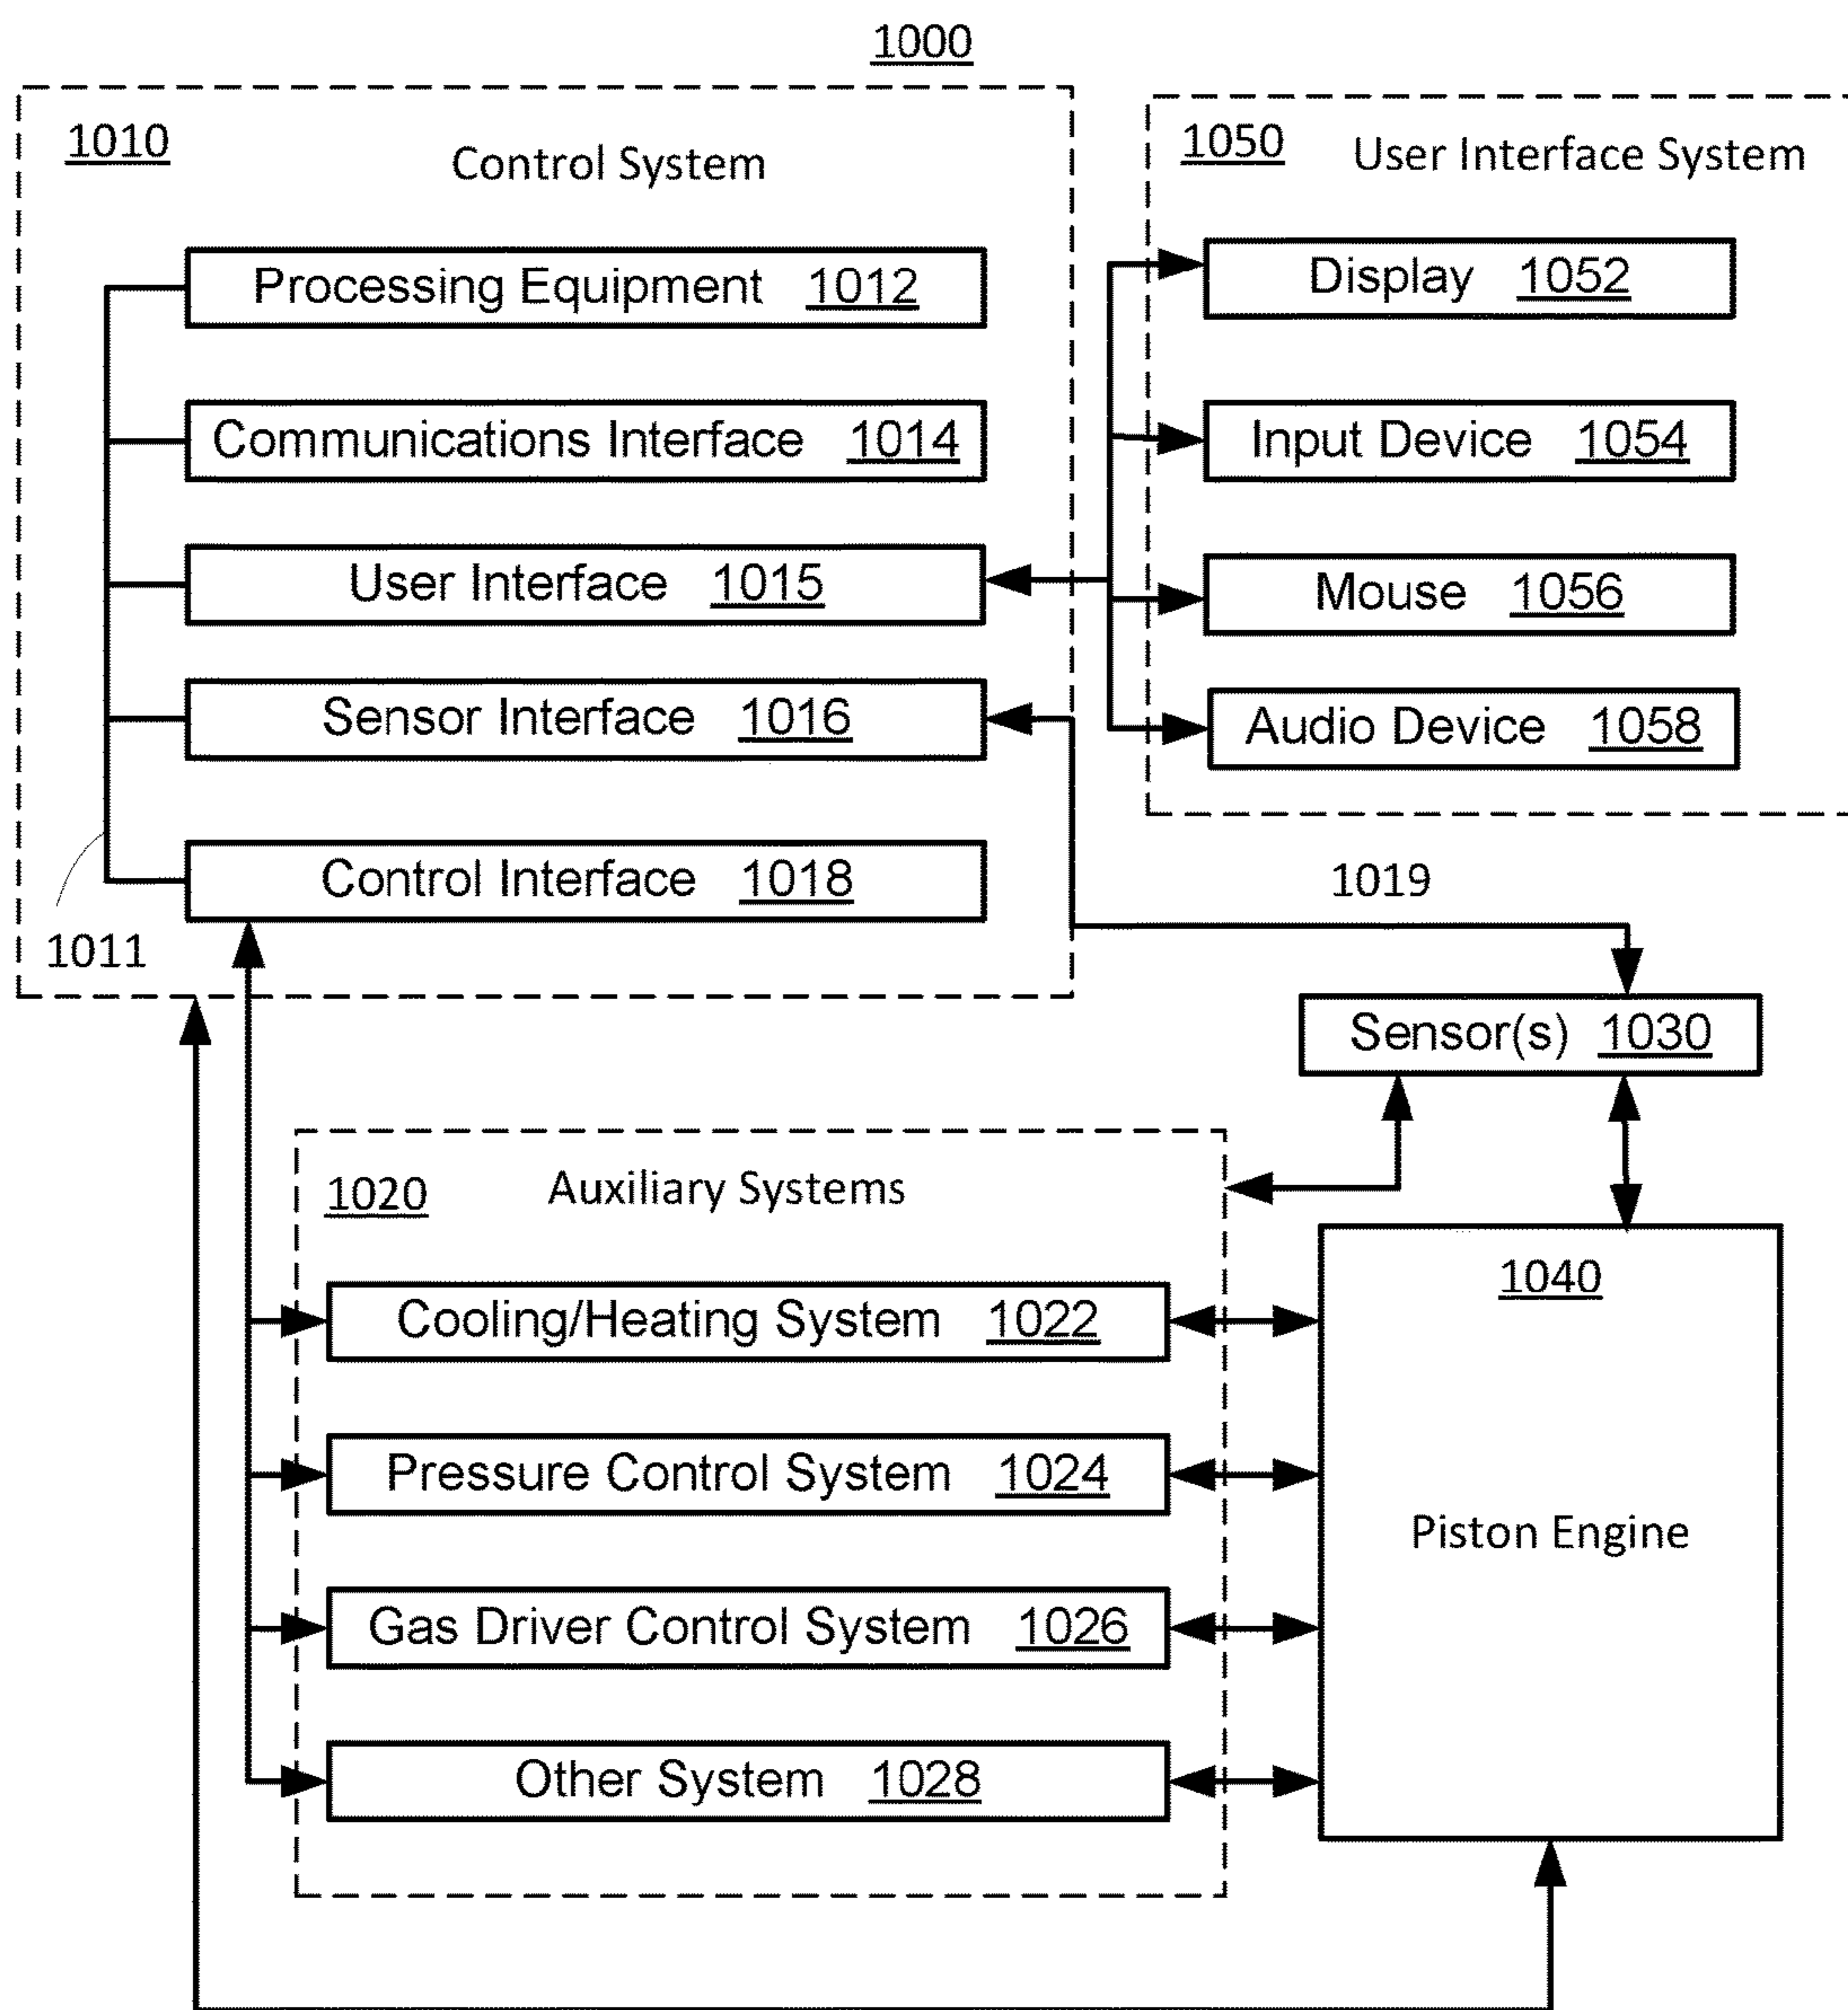 1000
1010
Control System
Processing Equipment 1012
Communications Interface 1014
User Interface 1015
Sensor Interface 1016
Control Interface 1018
1011
1050
User Interface System
Display 1052
Input Device 1054
Mouse 1056
Audio Device 1058
1019
Sensor(s) 1030
1020
Auxiliary Systems
Cooling/Heating System 1022
Pressure Control System 1024
Gas Driver Control System 1026
Other System 1028
1040
Piston Engine